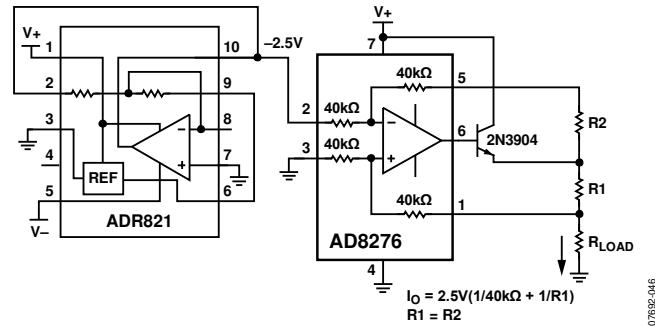 V+
1
10
–2.5V
2
9
3
8
4
7
REF
5
6
V–
ADR821
V+
7
40kΩ
5
2
40kΩ
3
40kΩ
6
2N3904
R2
R1
40kΩ
1
AD8276
RLOAD
4
IO = 2.5V(1/40kΩ + 1/R1)
R1 = R2
07692-046